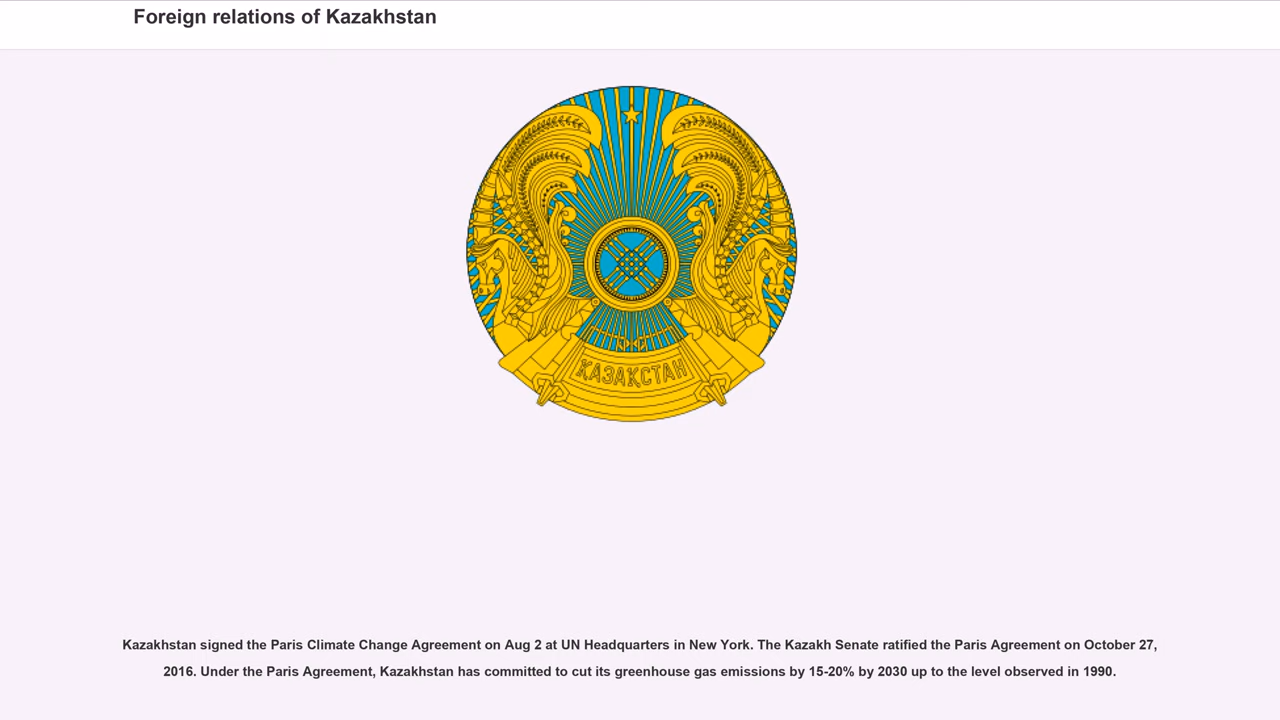 Foreign relations of Kazakhstan
ҚАЗАҚСТАН
Kazakhstan signed the Paris Climate Change Agreement on Aug 2 at UN Headquarters in New York. The Kazakh Senate ratified the Paris Agreement on October 27,
2016. Under the Paris Agreement, Kazakhstan has committed to cut its greenhouse gas emissions by 15-20% by 2030 up to the level observed in 1990.